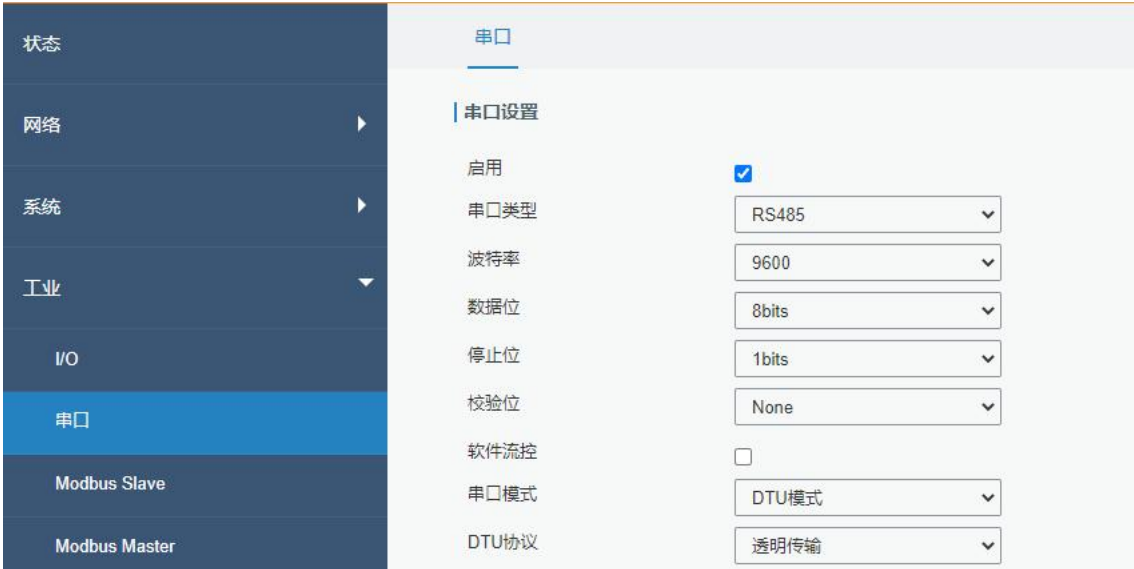 状态
网络
系统
工业
I/O
串口
Modbus Slave
Modbus Master
串口
串口设置
启用
串口类型 RS485
波特率 9600
数据位 8bits
停止位 1bits
校验位 None
软件流控
串口模式 DTU模式
DTU协议 透明传输